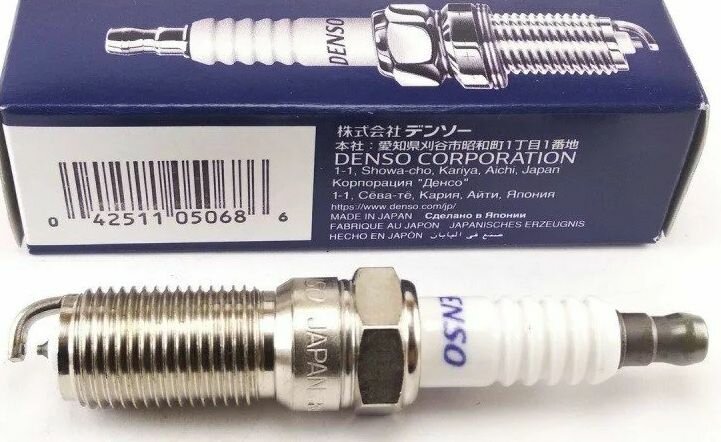 DENSO
株式会社 デンソー
本社：愛知県刈谷市昭和町1丁目1番地
DENSO CORPORATION
1-1, Showa-cho, Kariya, Aichi, Japan
Корпорация "Денсо"
1-1, Сёва-тё, Кария, Айти, Япония
https://www.denso.com/jp/
MADE IN JAPAN Сделано в Японии
FABRIQUE AU JAPON JAPANISCHES ERZEUGNIS
HECHO EN JAPÓN صنع في اليابان
0 42511 05068 6
SO JAPAN
ENSO